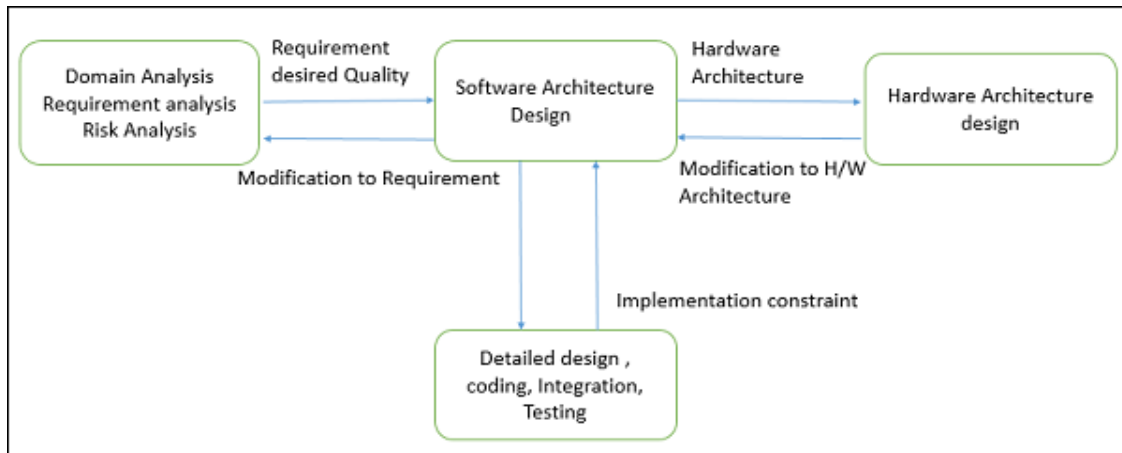 Domain Analysis
Requirement analysis
Risk Analysis
Requirement
desired Quality
Modification to Requirement
Software Architecture
Design
Hardware
Architecture
Modification to H/W
Architecture
Hardware Architecture
design
Implementation constraint
Detailed design ,
coding, Integration,
Testing